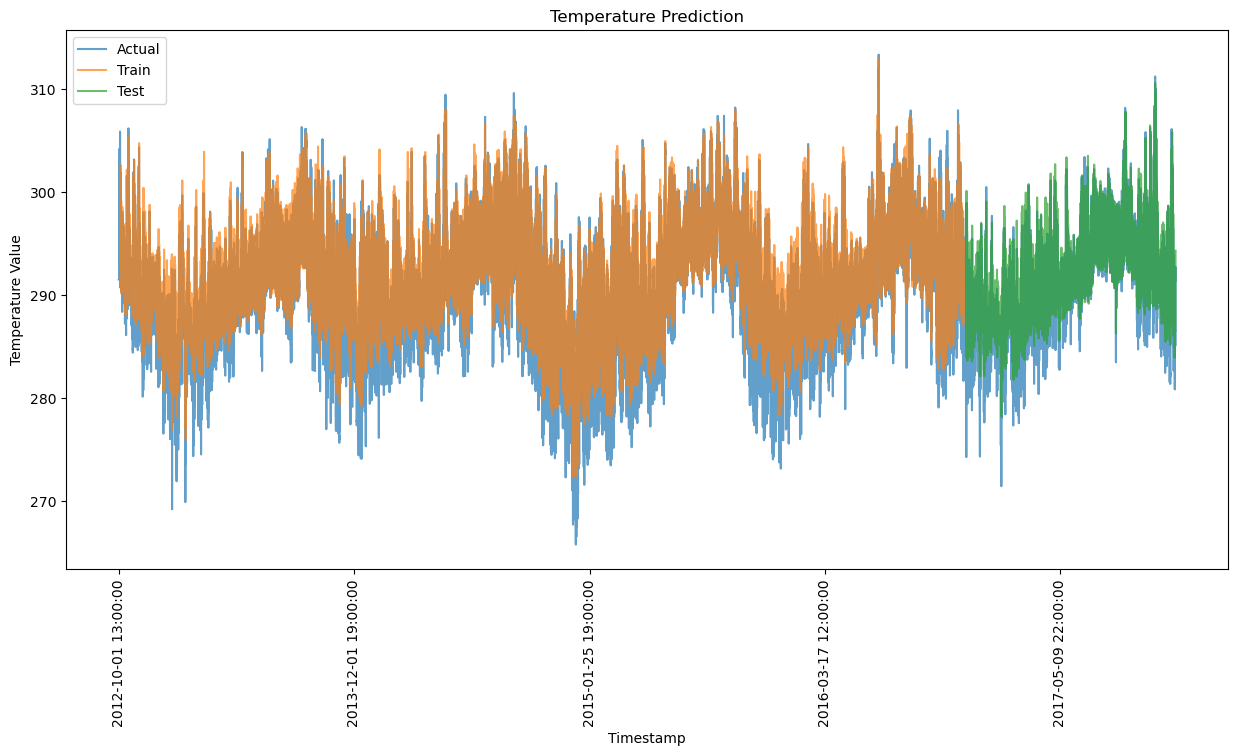 Temperature Prediction
Actual
Train
Test
Temperature Value
310
300
290
280
270
2012-10-01 13:00:00
2013-12-01 19:00:00
2015-01-25 19:00:00
2016-03-17 12:00:00
2017-05-09 22:00:00
Timestamp